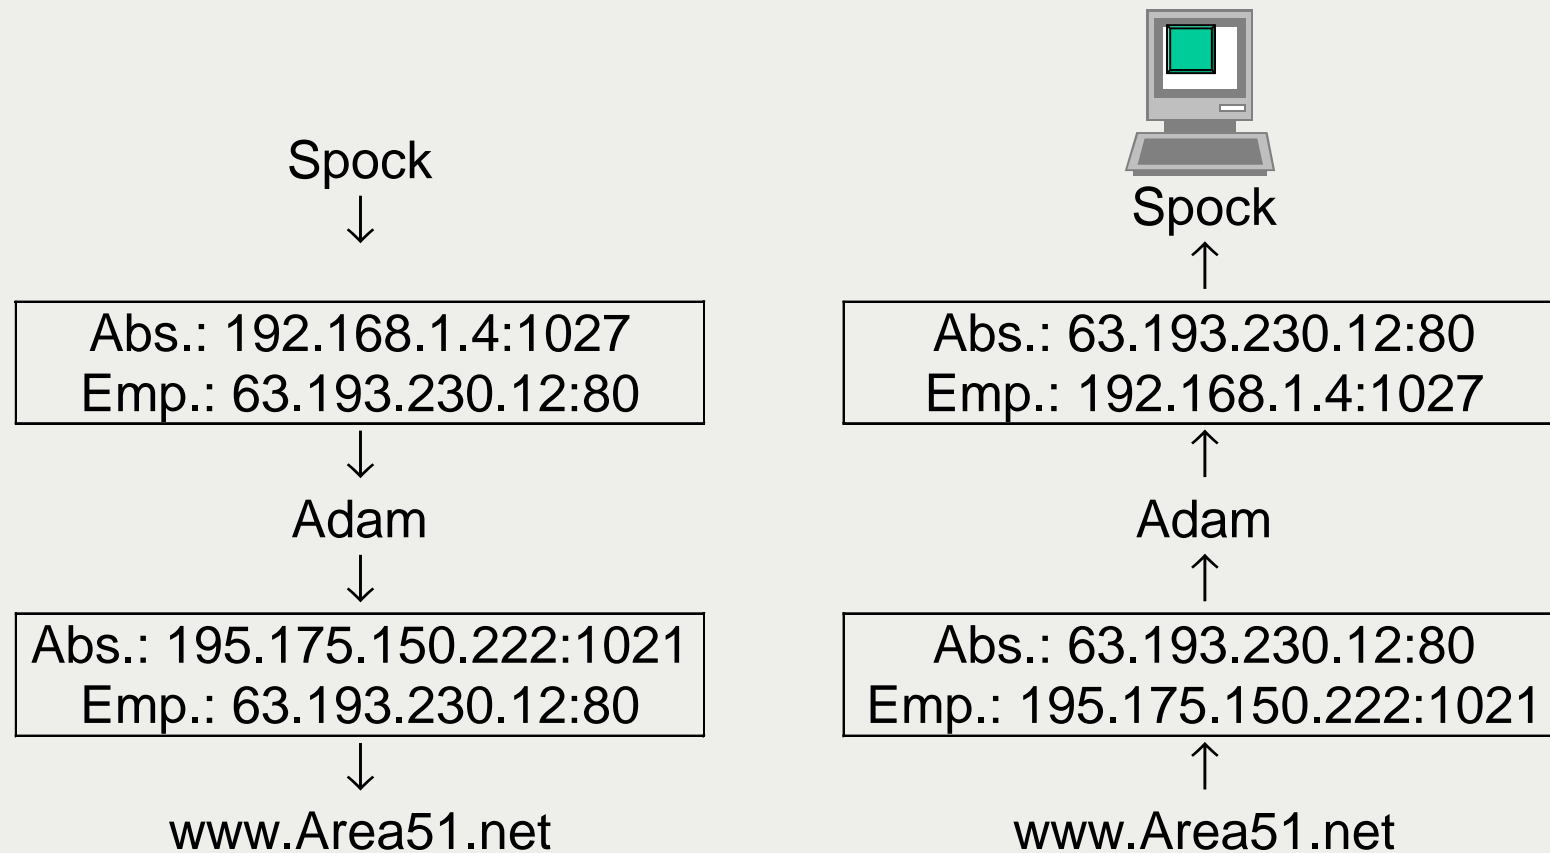 Spock
Abs.: 192.168.1.4:1027
Emp.: 63.193.230.12:80
Adam
Abs.: 195.175.150.222:1021
Emp.: 63.193.230.12:80
www.Area51.net
Spock
Abs.: 63.193.230.12:80
Emp.: 192.168.1.4:1027
Adam
Abs.: 63.193.230.12:80
Emp.: 195.175.150.222:1021
www.Area51.net